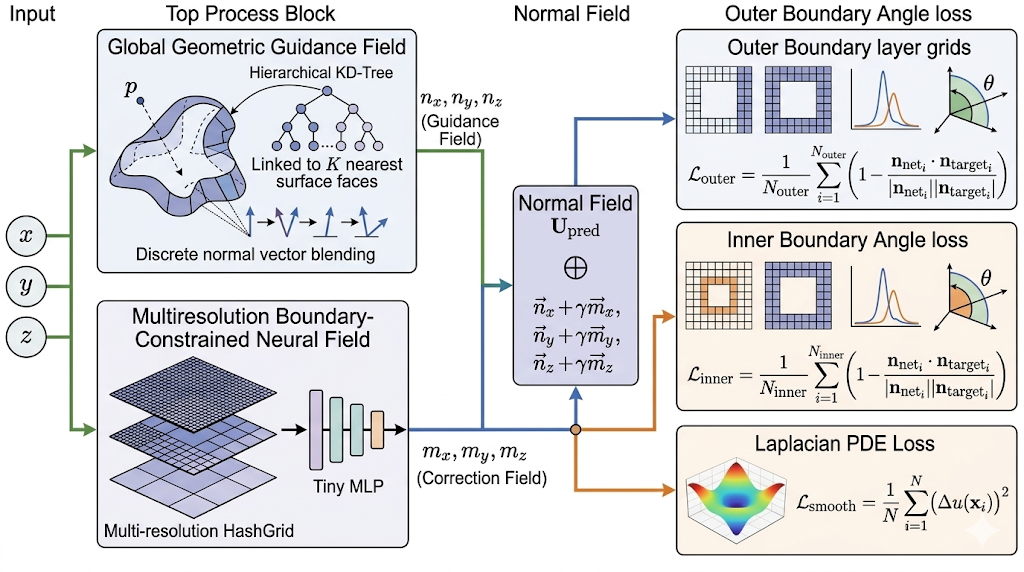 Input
Top Process Block
Normal Field
Outer Boundary Angle loss
Global Geometric Guidance Field
Hierarchical KD-Tree
p
Linked to K nearest
surface faces
Discrete normal vector blending
x
y
z
Multiresolution Boundary-
Constrained Neural Field
Tiny MLP
Multi-resolution HashGrid
n_x, n_y, n_z
(Guidance
Field)
m_x, m_y, m_z
(Correction Field)
Normal Field
U_pred
⊕
n⃗_x + γm⃗_x,
n⃗_y + γm⃗_y,
n⃗_z + γm⃗_z
Outer Boundary layer grids
θ
L_outer = 1/N_outer ∑_{i=1}^{N_outer} (1 − (n_net_i · n_target_i)/(|n_net_i||n_target_i|))
Inner Boundary Angle loss
θ
L_inner = 1/N_inner ∑_{i=1}^{N_inner} (1 − (n_net_i · n_target_i)/(|n_net_i||n_target_i|))
Laplacian PDE Loss
L_smooth = 1/N ∑_{i=1}^{N} (Δu(x_i))^2